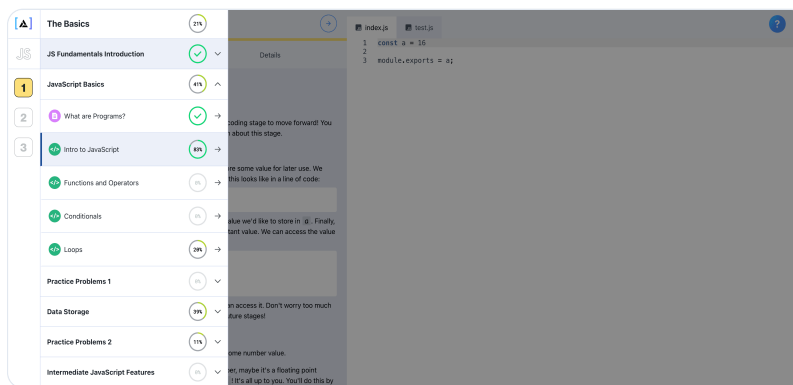 The Basics
21%
JS
JS Fundamentals Introduction
1
JavaScript Basics
41%
2
What are Programs?
3
</> Intro to JavaScript
83%
</> Functions and Operators
0%
</> Conditionals
0%
</> Loops
20%
Practice Problems 1
0%
Data Storage
39%
Practice Problems 2
11%
Intermediate JavaScript Features
0%
Details
coding stage to move forward! You
about this stage.
ore some value for later use. We
this looks like in a line of code:
alue we'd like to store in a. Finally,
tant value. We can access the value
an access it. Don't worry too much
uture stages!
ome number value.
er, maybe it's a floating point
! It's all up to you. You'll do this by
index.js
test.js
?
1 const a = 16
2
3 module.exports = a;